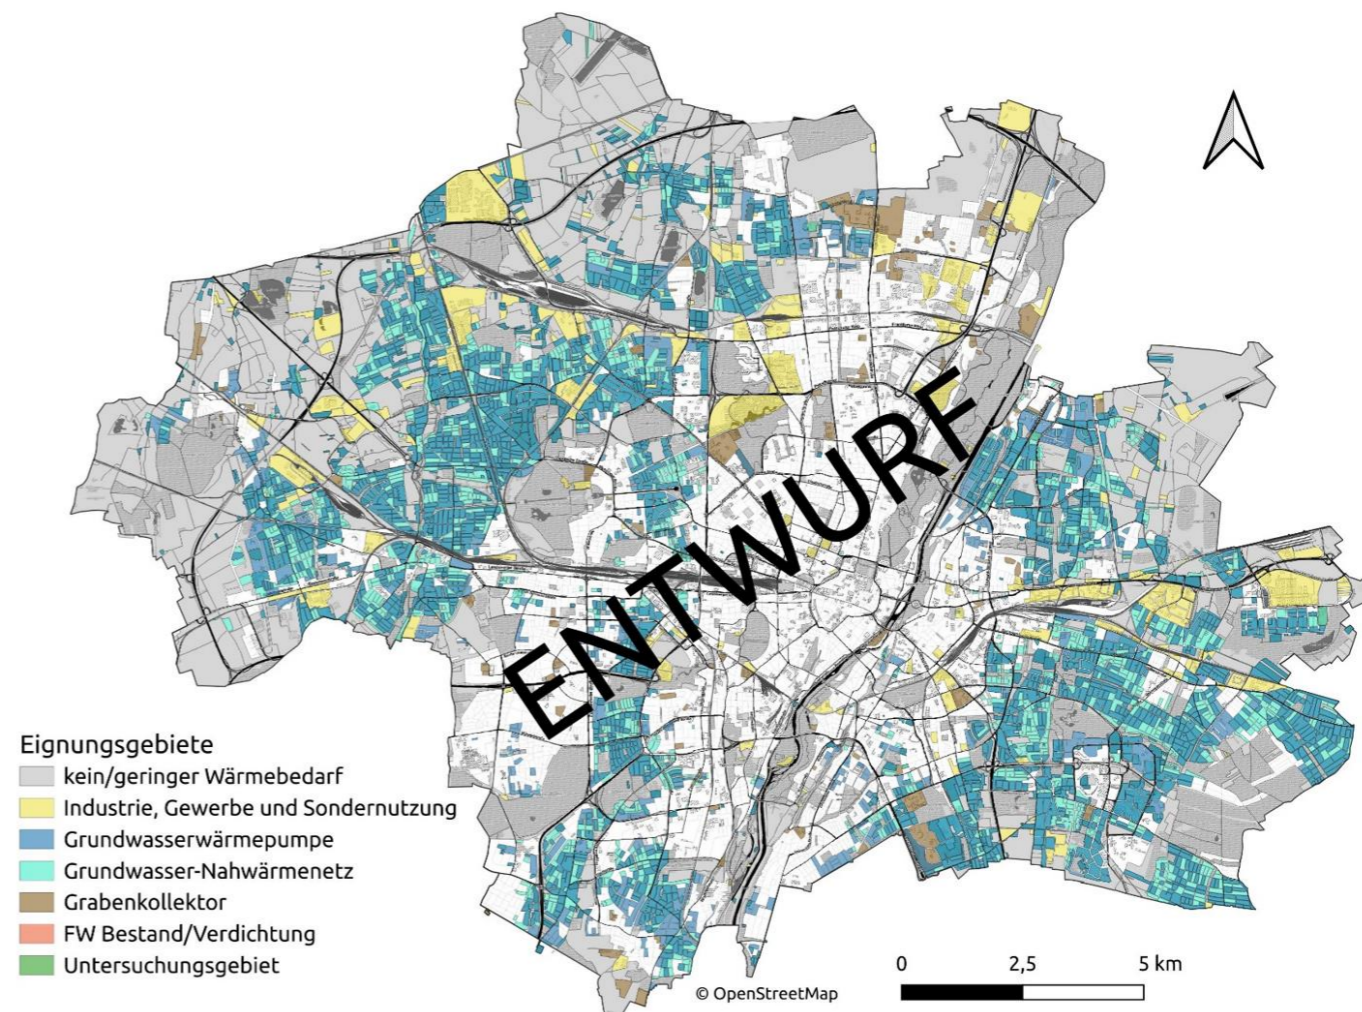 ENTWURF
Eignungsgebiete
kein/geringer Wärmebedarf
Industrie, Gewerbe und Sondernutzung
Grundwasserwärmepumpe
Grundwasser-Nahwärmenetz
Grabenkollektor
FW Bestand/Verdichtung
Untersuchungsgebiet
0 2,5 5 km
© OpenStreetMap